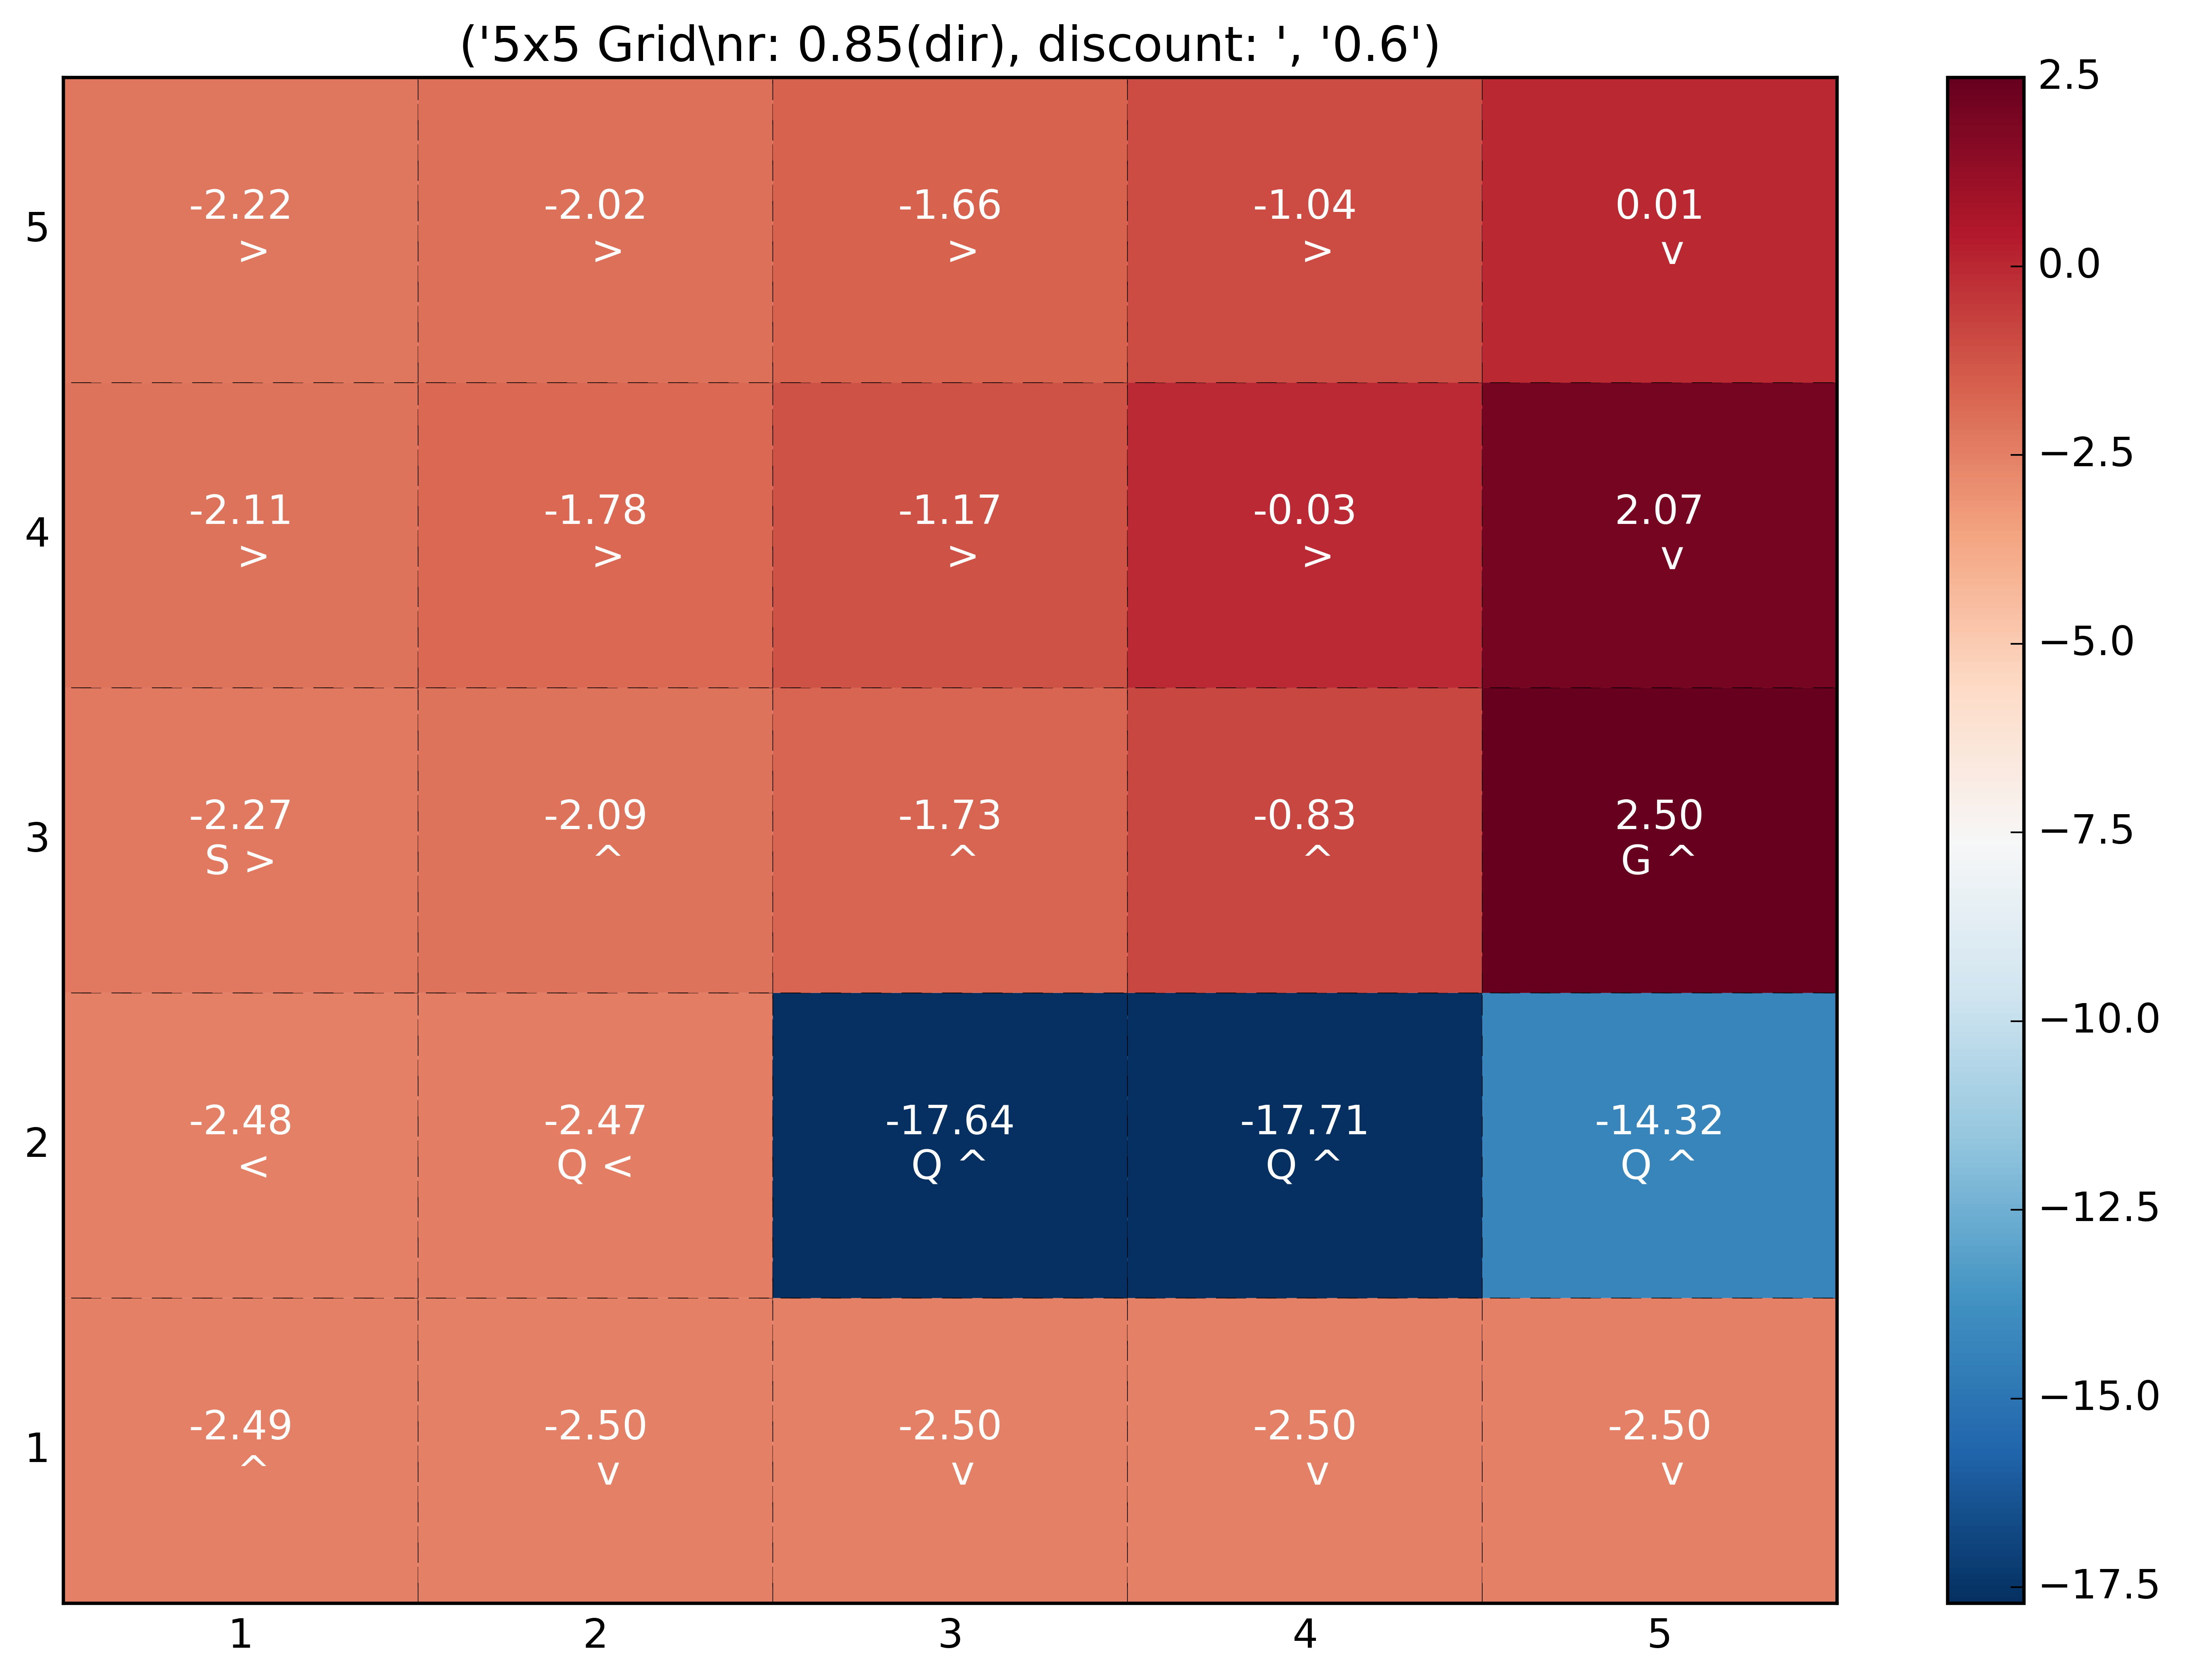 ('5x5 Grid\nr: 0.85(dir), discount: ', '0.6')
2.5
0.0
−2.5
−5.0
−7.5
−10.0
−12.5
−15.0
−17.5
5
-2.22 -2.02 -1.66 -1.04 0.01
> > > > v
4
-2.11 -1.78 -1.17 -0.03 2.07
> > > > v
3
-2.27 -2.09 -1.73 -0.83 2.50
S > ^ ^ ^ G ^
2
-2.48 -2.47 -17.64 -17.71 -14.32
< Q < Q ^ Q ^ Q ^
1
-2.49 -2.50 -2.50 -2.50 -2.50
^ v v v v
1 2 3 4 5